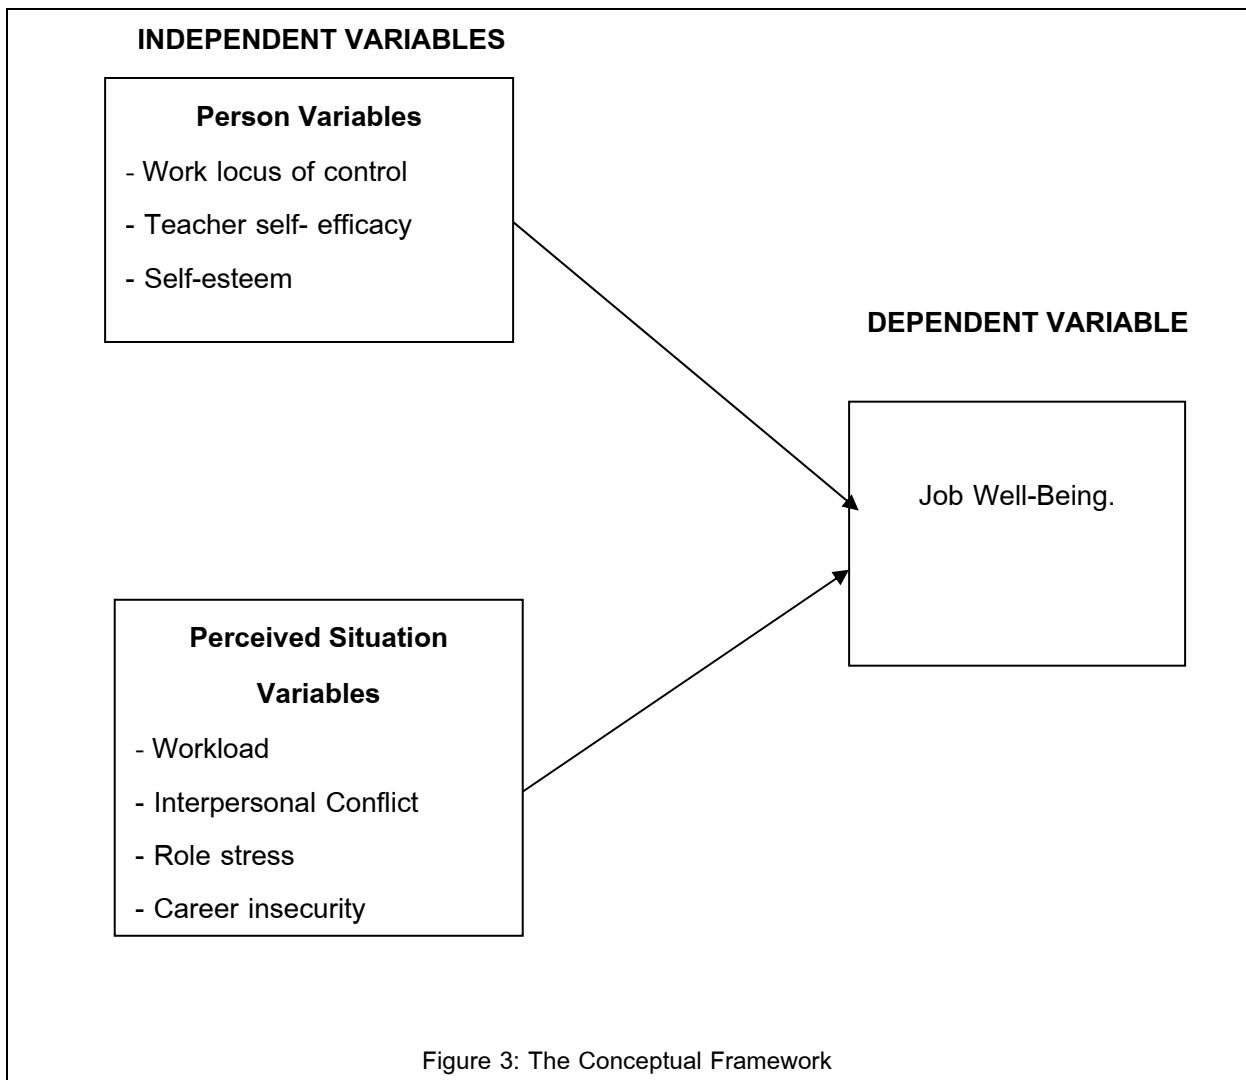 INDEPENDENT VARIABLES
Person Variables
- Work locus of control
- Teacher self- efficacy
- Self-esteem
DEPENDENT VARIABLE
Job Well-Being.
Perceived Situation
Variables
- Workload
- Interpersonal Conflict
- Role stress
- Career insecurity
Figure 3: The Conceptual Framework